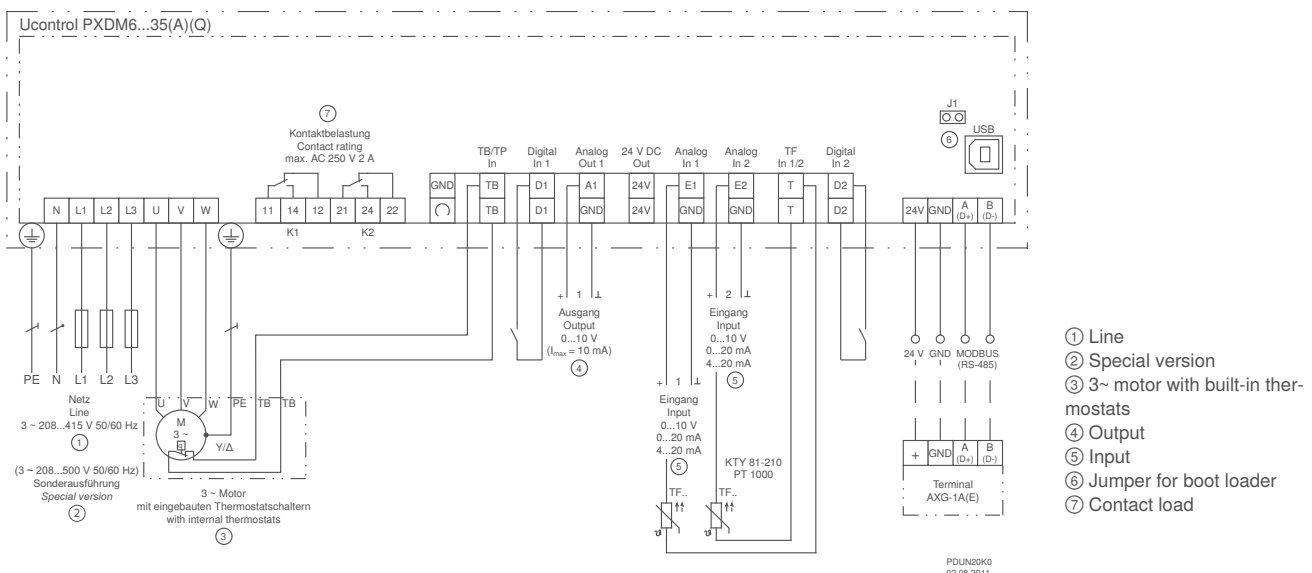 Ucontrol PXDM6...35(A)(Q)
7
Kontaktbelastung
Contact rating
max. AC 250 V 2 A
J1
6
USB
TB/TP
In
Digital
In 1
Analog
Out 1
24 V DC
Out
Analog
In 1
Analog
In 2
TF
In 1/2
Digital
In 2
GND TB D1 A1 24V E1 E2 T D2
N L1 L2 L3 U V W
11 14 12 21 24 22
TB D1 GND 24V GND GND T D2
24V GND A (D+) B (D-)
K1 K2
+ 1 ⊥
Ausgang
Output
0...10 V
(Imax = 10 mA)
4
+ 2 ⊥
Eingang
Input
0...10 V
0...20 mA
4...20 mA
5
+ 1 ⊥
Eingang
Input
0...10 V
0...20 mA
4...20 mA
5
24 V GND MODBUS
(RS-485)
PE N L1 L2 L3
Netz
Line
3 ~ 208...415 V 50/60 Hz
1
(3 ~ 208...500 V 50/60 Hz)
Sonderausführung
Special version
2
U V W PE TB TB
M
3 ~
Y/Δ
3 ~ Motor
mit eingebauten Thermostatschaltern
with internal thermostats
3
KTY 81-210
PT 1000
TF.. TF..
ϑ ϑ
+ GND A (D+) B (D-)
Terminal
AXG-1A(E)
PDUN20K0
02.08.2011
① Line
② Special version
③ 3~ motor with built-in ther-
mostats
④ Output
⑤ Input
⑥ Jumper for boot loader
⑦ Contact load